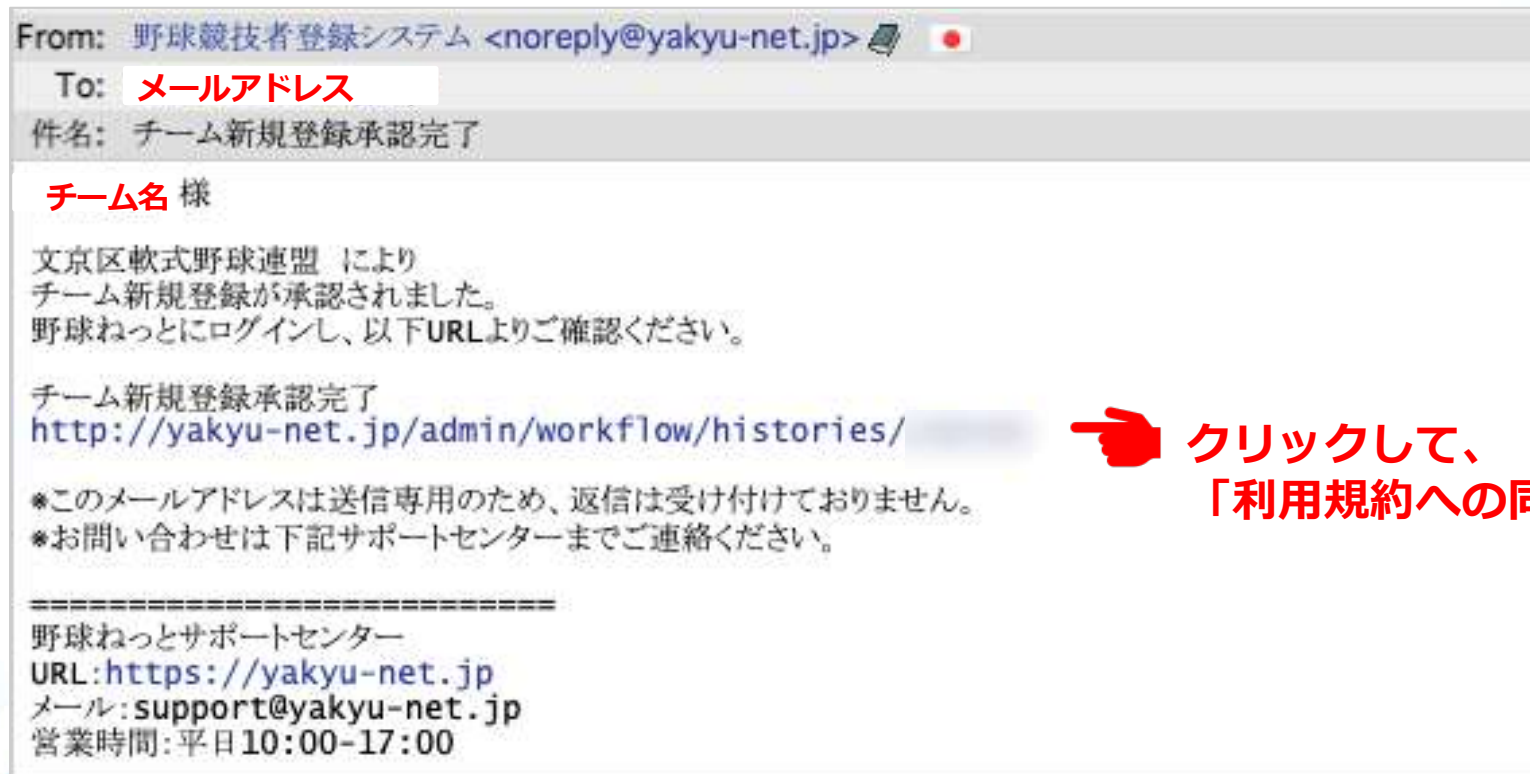 From: 野球競技者登録システム <noreply@yakyu-net.jp>
To: メールアドレス
件名: チーム新規登録承認完了
チーム名 様
文京区軟式野球連盟 により
チーム新規登録が承認されました。
野球ねっとにログインし、以下URLよりご確認ください。
チーム新規登録承認完了
http://yakyu-net.jp/admin/workflow/histories/
クリックして、
「利用規約への同
※このメールアドレスは送信専用のため、返信は受け付けておりません。
※お問い合わせは下記サポートセンターまでご連絡ください。
===========================
野球ねっとサポートセンター
URL:https://yakyu-net.jp
メール:support@yakyu-net.jp
営業時間:平日10:00-17:00